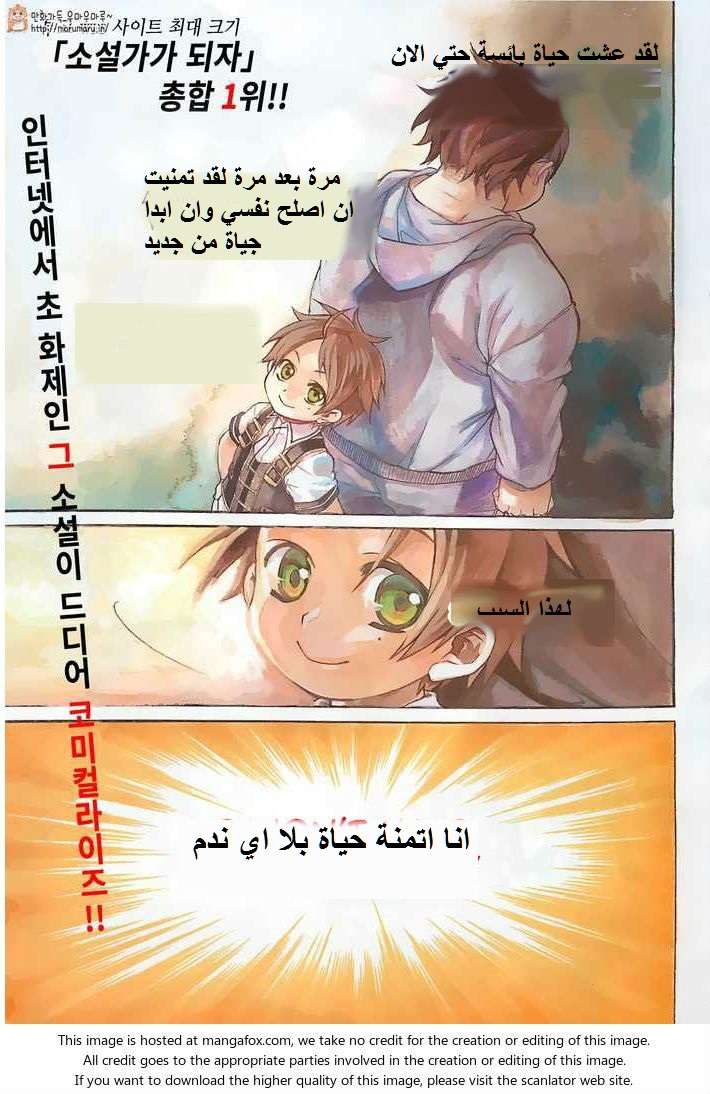 만화가득 마루마루~
http://marumaru.in/
사이트 최대 크기
「소설가가 되자」
총합 1위!!
인터넷에서 초 화제인 그 소설이 드디어 코미컬라이즈!!
لقد عشت حياة بائسة حتي الان
مرة بعد مرة لقد تمنيت
ان اصلح نفسي وان ابدا
جياة من جديد
لهذا السبب
انا اتمنة حياة بلا اي ندم
This image is hosted at mangafox.com, we take no credit for the creation or editing of this image.
All credit goes to the appropriate parties involved in the creation or editing of this image.
If you want to download the higher quality of this image, please visit the scanlator web site.